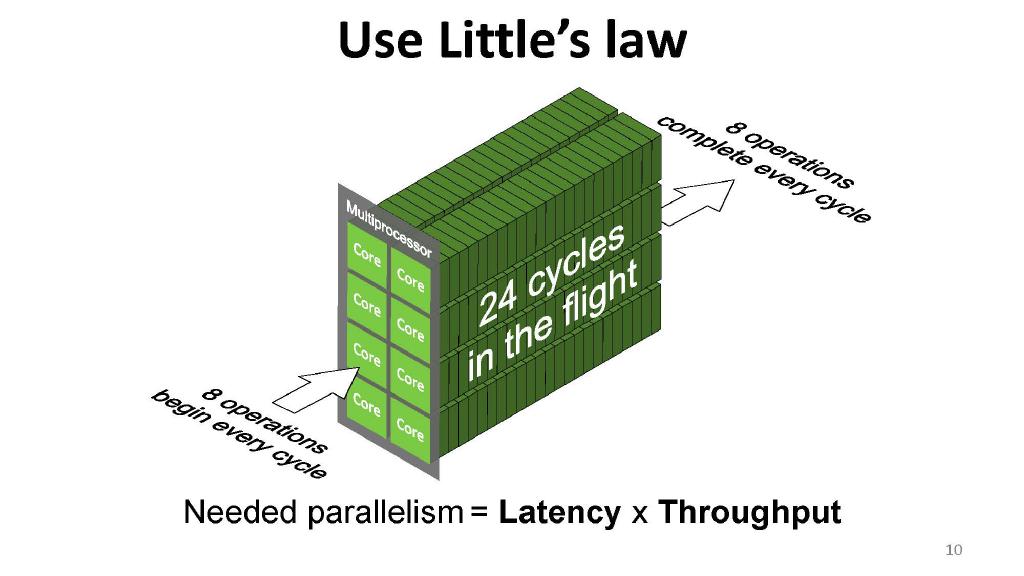 Use Little's law
8 operations
complete every cycle
Multiprocessor
Core Core
Core Core
Core Core
Core Core
24 cycles
in the flight
8 operations
begin every cycle
Needed parallelism = Latency x Throughput
10